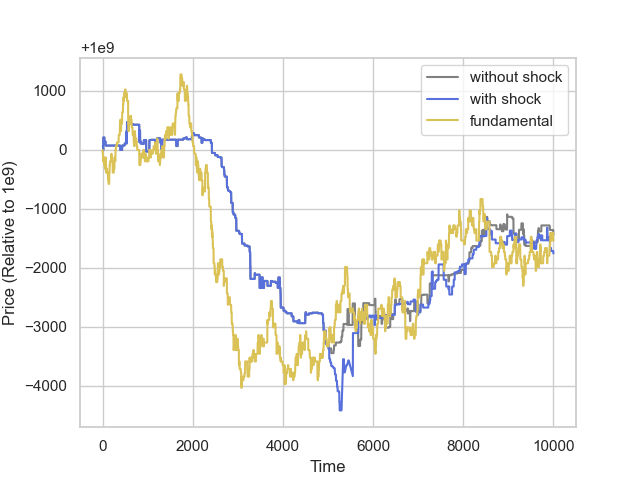 +1e9
without shock
with shock
fundamental
1000
0
−1000
−2000
−3000
−4000
Price (Relative to 1e9)
0
2000
4000
6000
8000
10000
Time